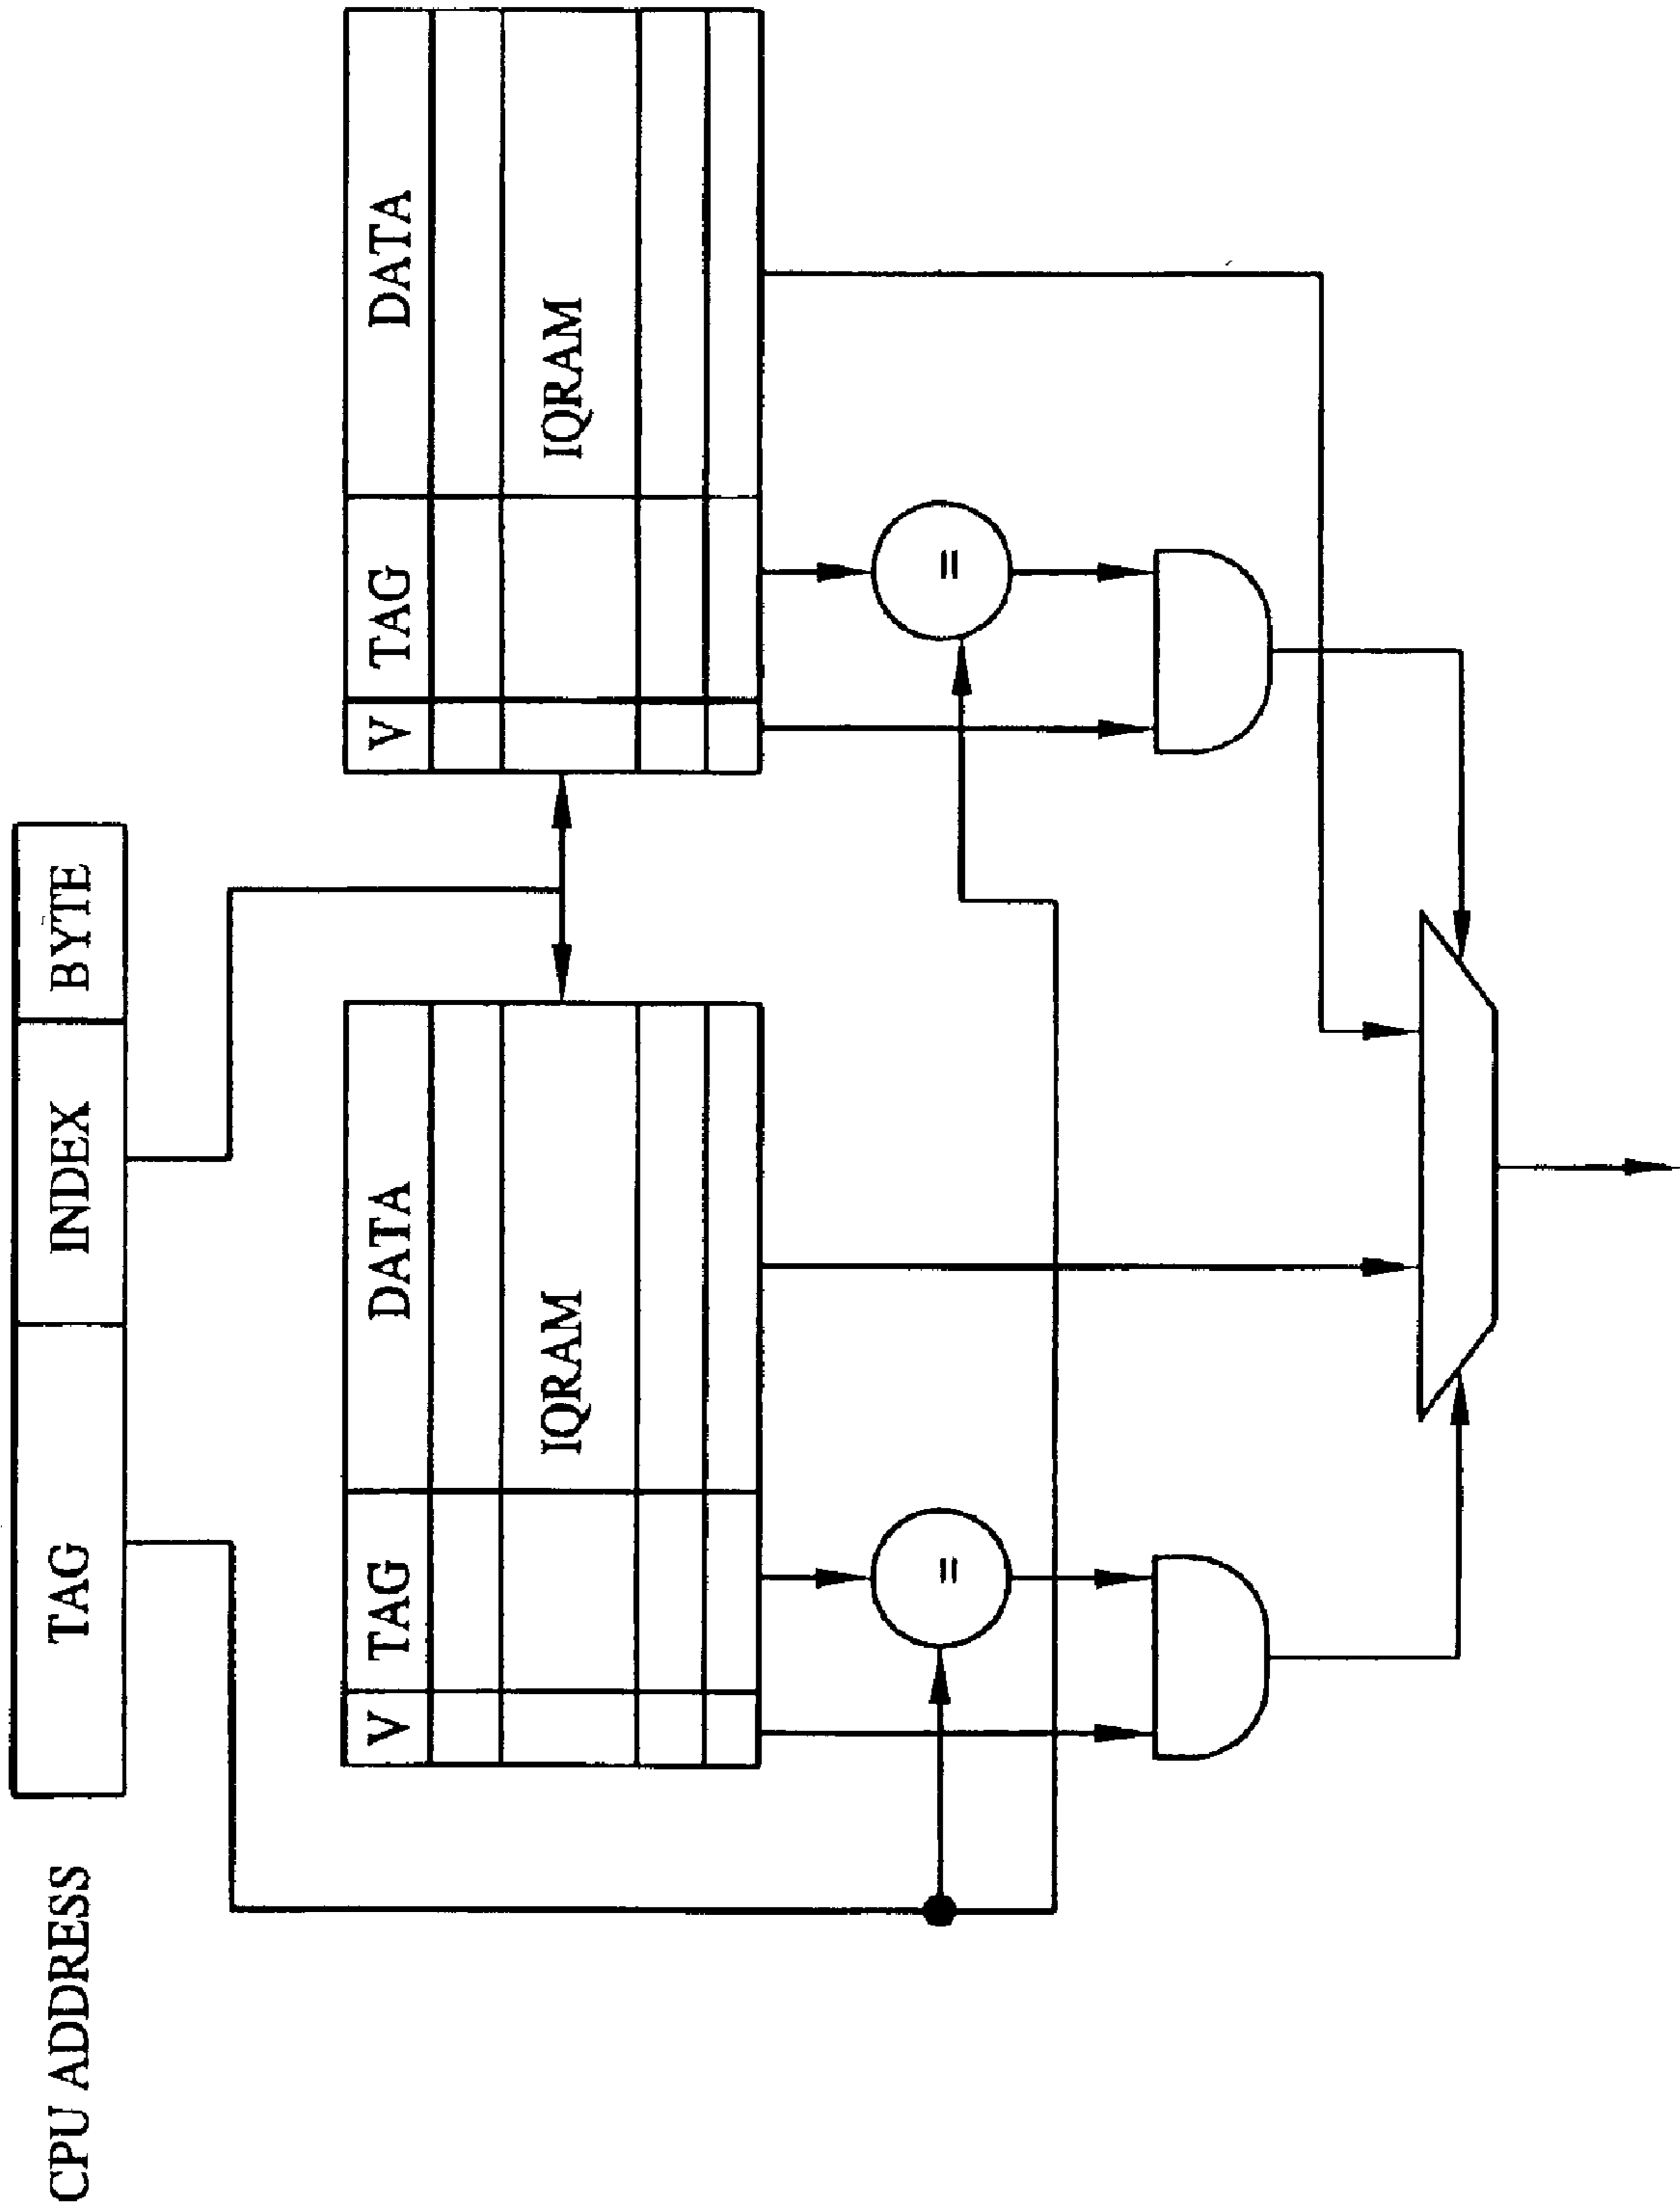 CPU ADDRESS
TAG INDEX BYTE
V TAG DATA
IQRAM
=
V TAG DATA
IQRAM
=